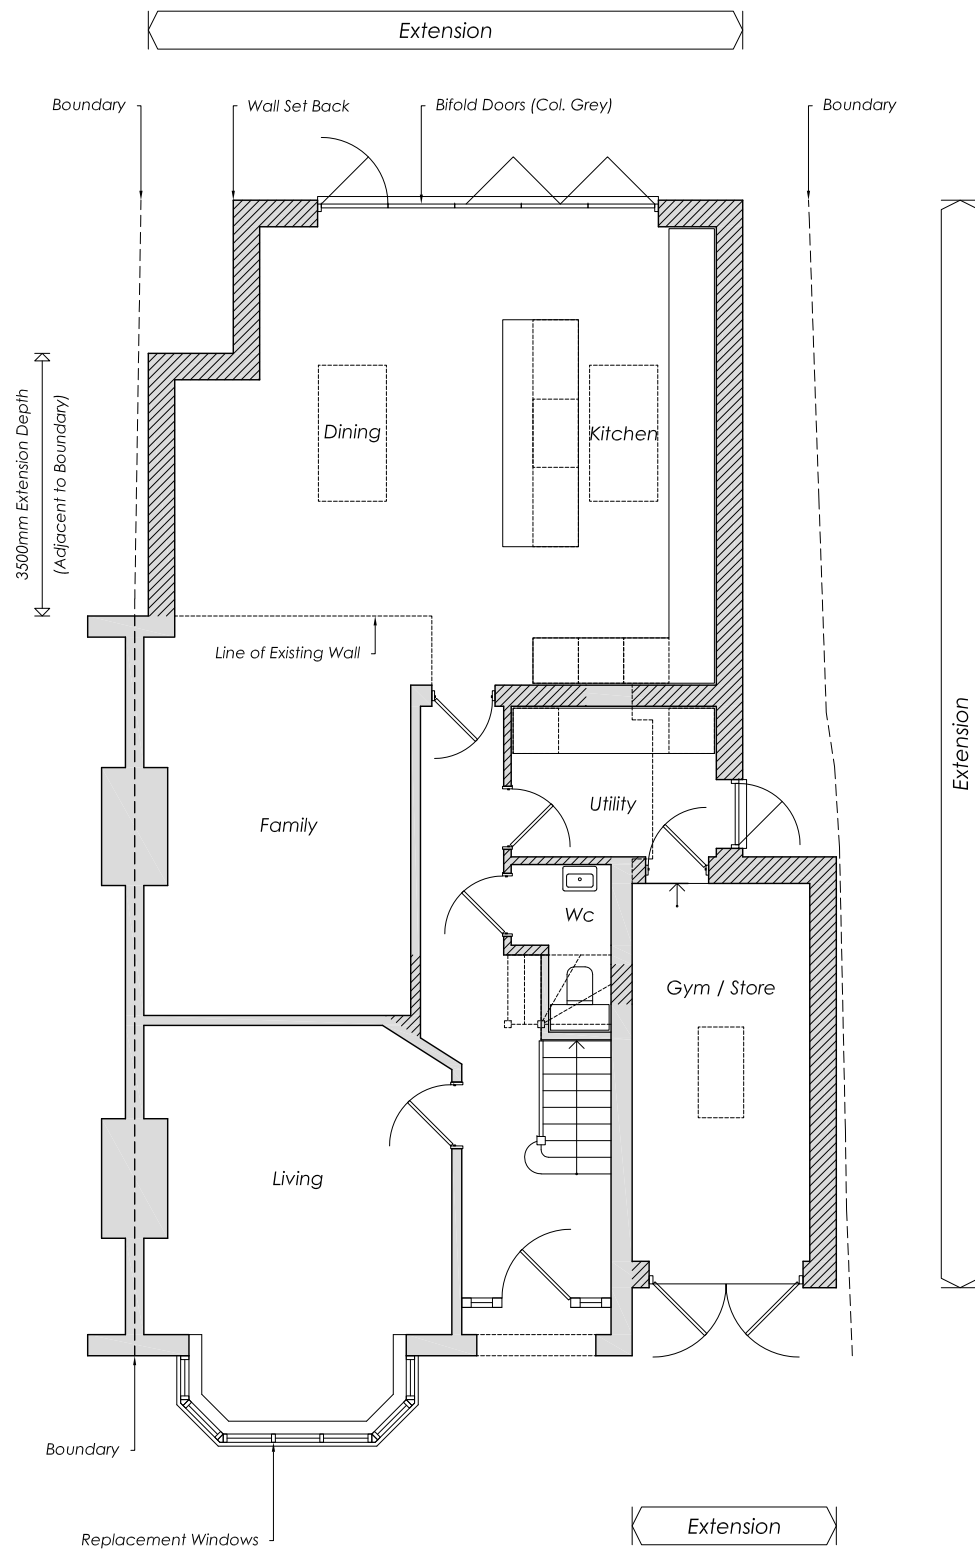 Extension
Boundary
Wall Set Back
Bifold Doors (Col. Grey)
Boundary
3500mm Extension Depth
(Adjacent to Boundary)
Dining
Kitchen
Line of Existing Wall
Extension
Family
Utility
Wc
Gym / Store
Living
Boundary
Replacement Windows
Extension